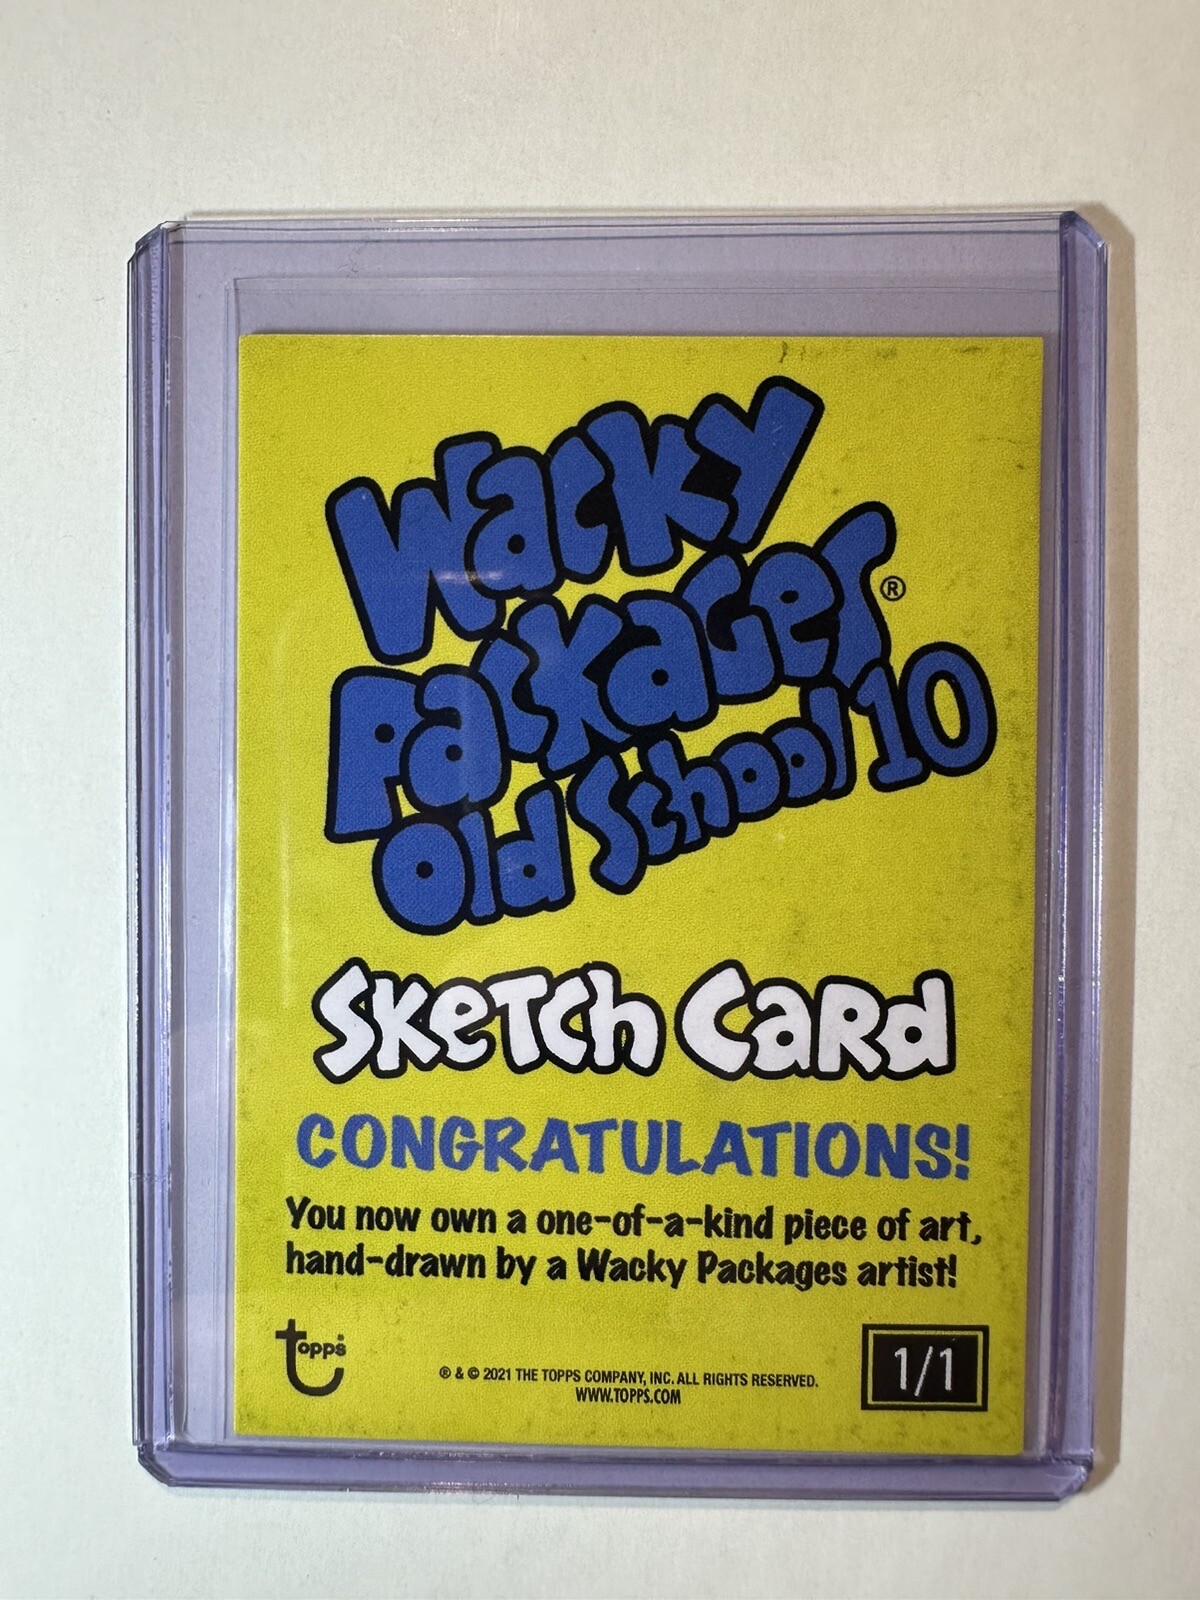 Wacky
Packages®
Old School 10
Sketch Card
CONGRATULATIONS!
You now own a one-of-a-kind piece of art,
hand-drawn by a Wacky Packages artist!
topps®
® & © 2021 THE TOPPS COMPANY, INC. ALL RIGHTS RESERVED.
WWW.TOPPS.COM
1/1